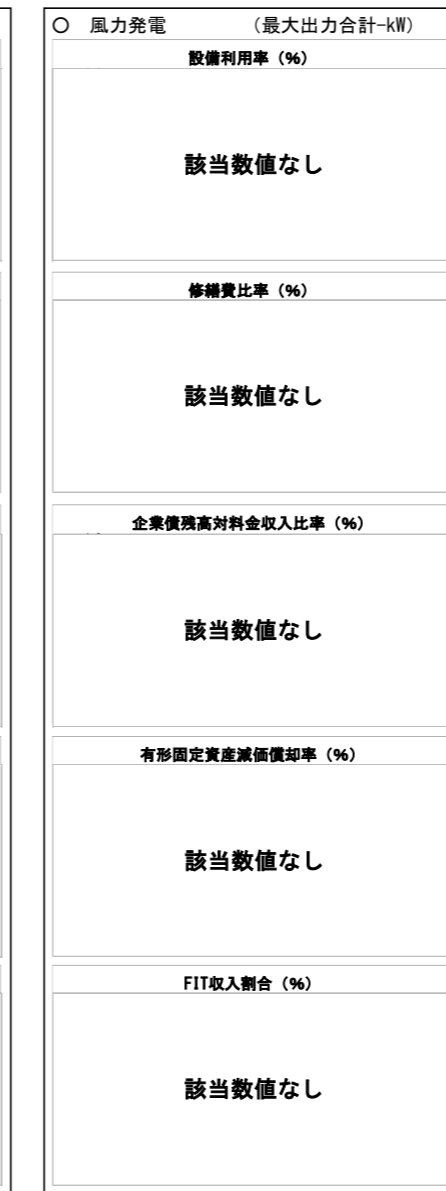 ○ 風力発電 (最大出力合計-kW)
設備利用率（%）
該当数値なし
修繕費比率（%）
該当数値なし
企業債残高対料金収入比率（%）
該当数値なし
有形固定資産減価償却率（%）
該当数値なし
FIT収入割合（%）
該当数値なし